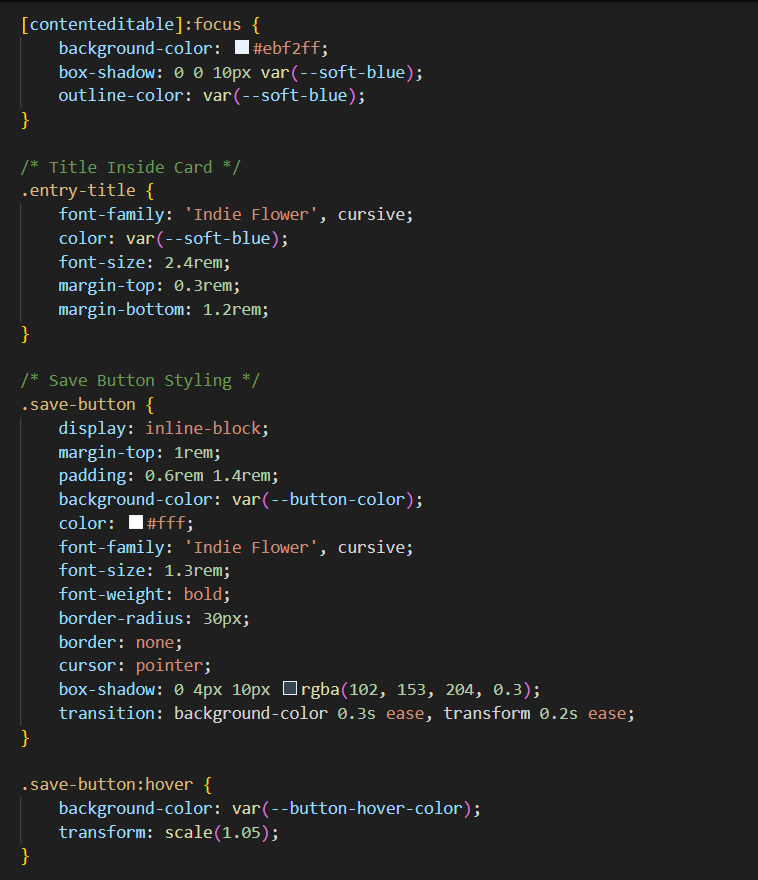 [contenteditable]:focus {
    background-color: #ebf2ff;
    box-shadow: 0 0 10px var(--soft-blue);
    outline-color: var(--soft-blue);
}

/* Title Inside Card */
.entry-title {
    font-family: 'Indie Flower', cursive;
    color: var(--soft-blue);
    font-size: 2.4rem;
    margin-top: 0.3rem;
    margin-bottom: 1.2rem;
}

/* Save Button Styling */
.save-button {
    display: inline-block;
    margin-top: 1rem;
    padding: 0.6rem 1.4rem;
    background-color: var(--button-color);
    color: #fff;
    font-family: 'Indie Flower', cursive;
    font-size: 1.3rem;
    font-weight: bold;
    border-radius: 30px;
    border: none;
    cursor: pointer;
    box-shadow: 0 4px 10px rgba(102, 153, 204, 0.3);
    transition: background-color 0.3s ease, transform 0.2s ease;
}

.save-button:hover {
    background-color: var(--button-hover-color);
    transform: scale(1.05);
}